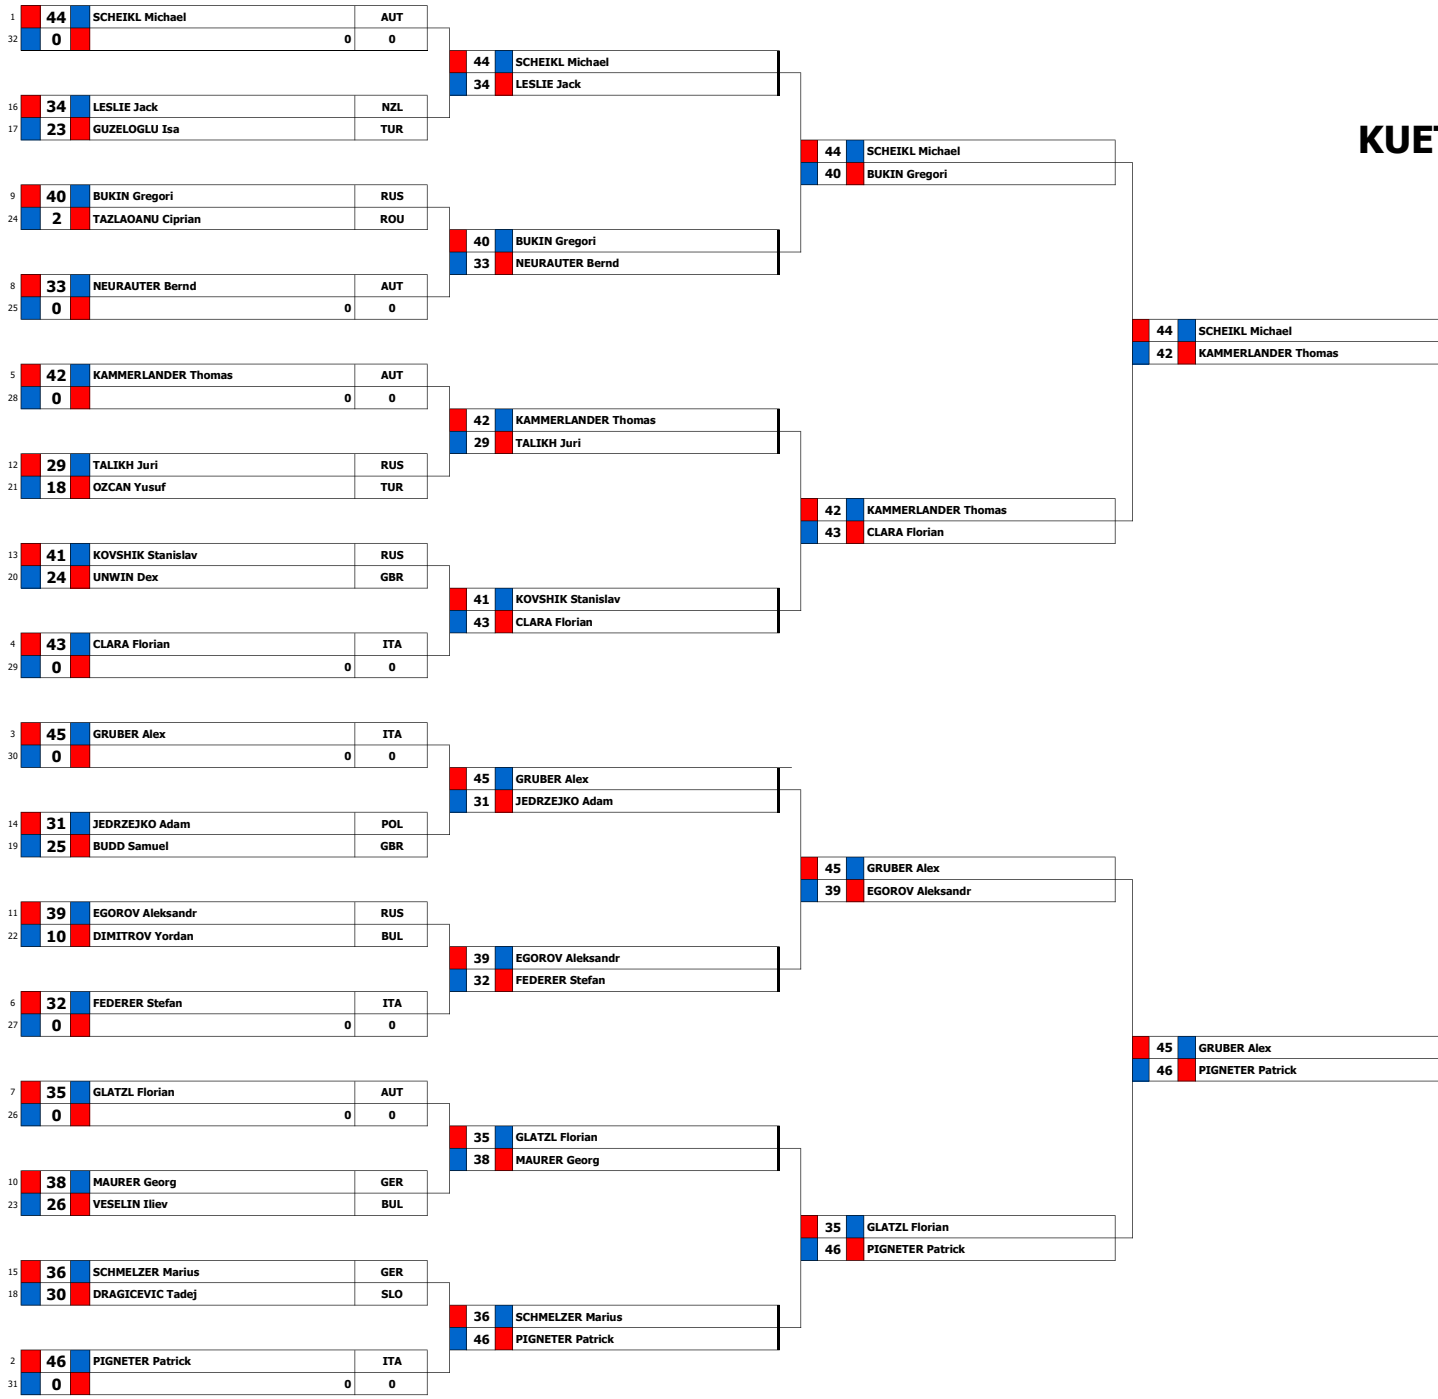 1 44 SCHEIKL Michael AUT
32 0 0 0
16 34 LESLIE Jack NZL
17 23 GUZELOGLU Isa TUR
9 40 BUKIN Gregori RUS
24 2 TAZLAOANU Ciprian ROU
8 33 NEURAUTER Bernd AUT
25 0 0 0
5 42 KAMMERLANDER Thomas AUT
28 0 0 0
12 29 TALIKH Juri RUS
21 18 OZCAN Yusuf TUR
13 41 KOVSHIK Stanislav RUS
20 24 UNWIN Dex GBR
4 43 CLARA Florian ITA
29 0 0 0
3 45 GRUBER Alex ITA
30 0 0 0
14 31 JEDRZEJKO Adam POL
19 25 BUDD Samuel GBR
11 39 EGOROV Aleksandr RUS
22 10 DIMITROV Yordan BUL
6 32 FEDERER Stefan ITA
27 0 0 0
7 35 GLATZL Florian AUT
26 0 0 0
10 38 MAURER Georg GER
23 26 VESELIN Iliev BUL
15 36 SCHMELZER Marius GER
18 30 DRAGICEVIC Tadej SLO
2 46 PIGNETER Patrick ITA
31 0 0 0
44 SCHEIKL Michael
34 LESLIE Jack
40 BUKIN Gregori
33 NEURAUTER Bernd
42 KAMMERLANDER Thomas
29 TALIKH Juri
41 KOVSHIK Stanislav
43 CLARA Florian
45 GRUBER Alex
31 JEDRZEJKO Adam
39 EGOROV Aleksandr
32 FEDERER Stefan
35 GLATZL Florian
38 MAURER Georg
36 SCHMELZER Marius
46 PIGNETER Patrick
44 SCHEIKL Michael
40 BUKIN Gregori
42 KAMMERLANDER Thomas
43 CLARA Florian
45 GRUBER Alex
39 EGOROV Aleksandr
35 GLATZL Florian
46 PIGNETER Patrick
KUET
44 SCHEIKL Michael
42 KAMMERLANDER Thomas
45 GRUBER Alex
46 PIGNETER Patrick